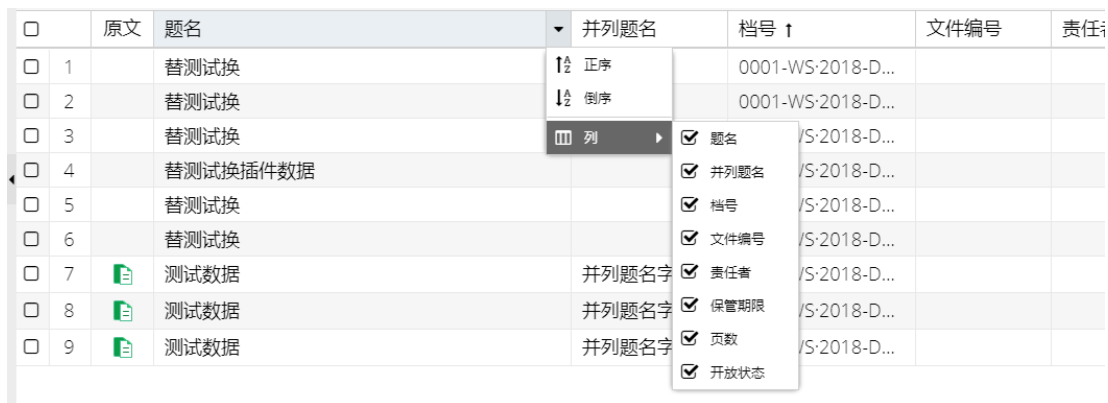 原文 题名 并列题名 档号 ↑ 文件编号 责任者
1 替测试换 0001-WS·2018-D...
2 替测试换 0001-WS·2018-D...
3 替测试换 /S·2018-D...
4 替测试换插件数据 /S·2018-D...
5 替测试换 /S·2018-D...
6 替测试换 /S·2018-D...
7 测试数据 并列题名字 /S·2018-D...
8 测试数据 并列题名字 /S·2018-D...
9 测试数据 并列题名字 /S·2018-D...
正序
倒序
列
题名
并列题名
档号
文件编号
责任者
保管期限
页数
开放状态